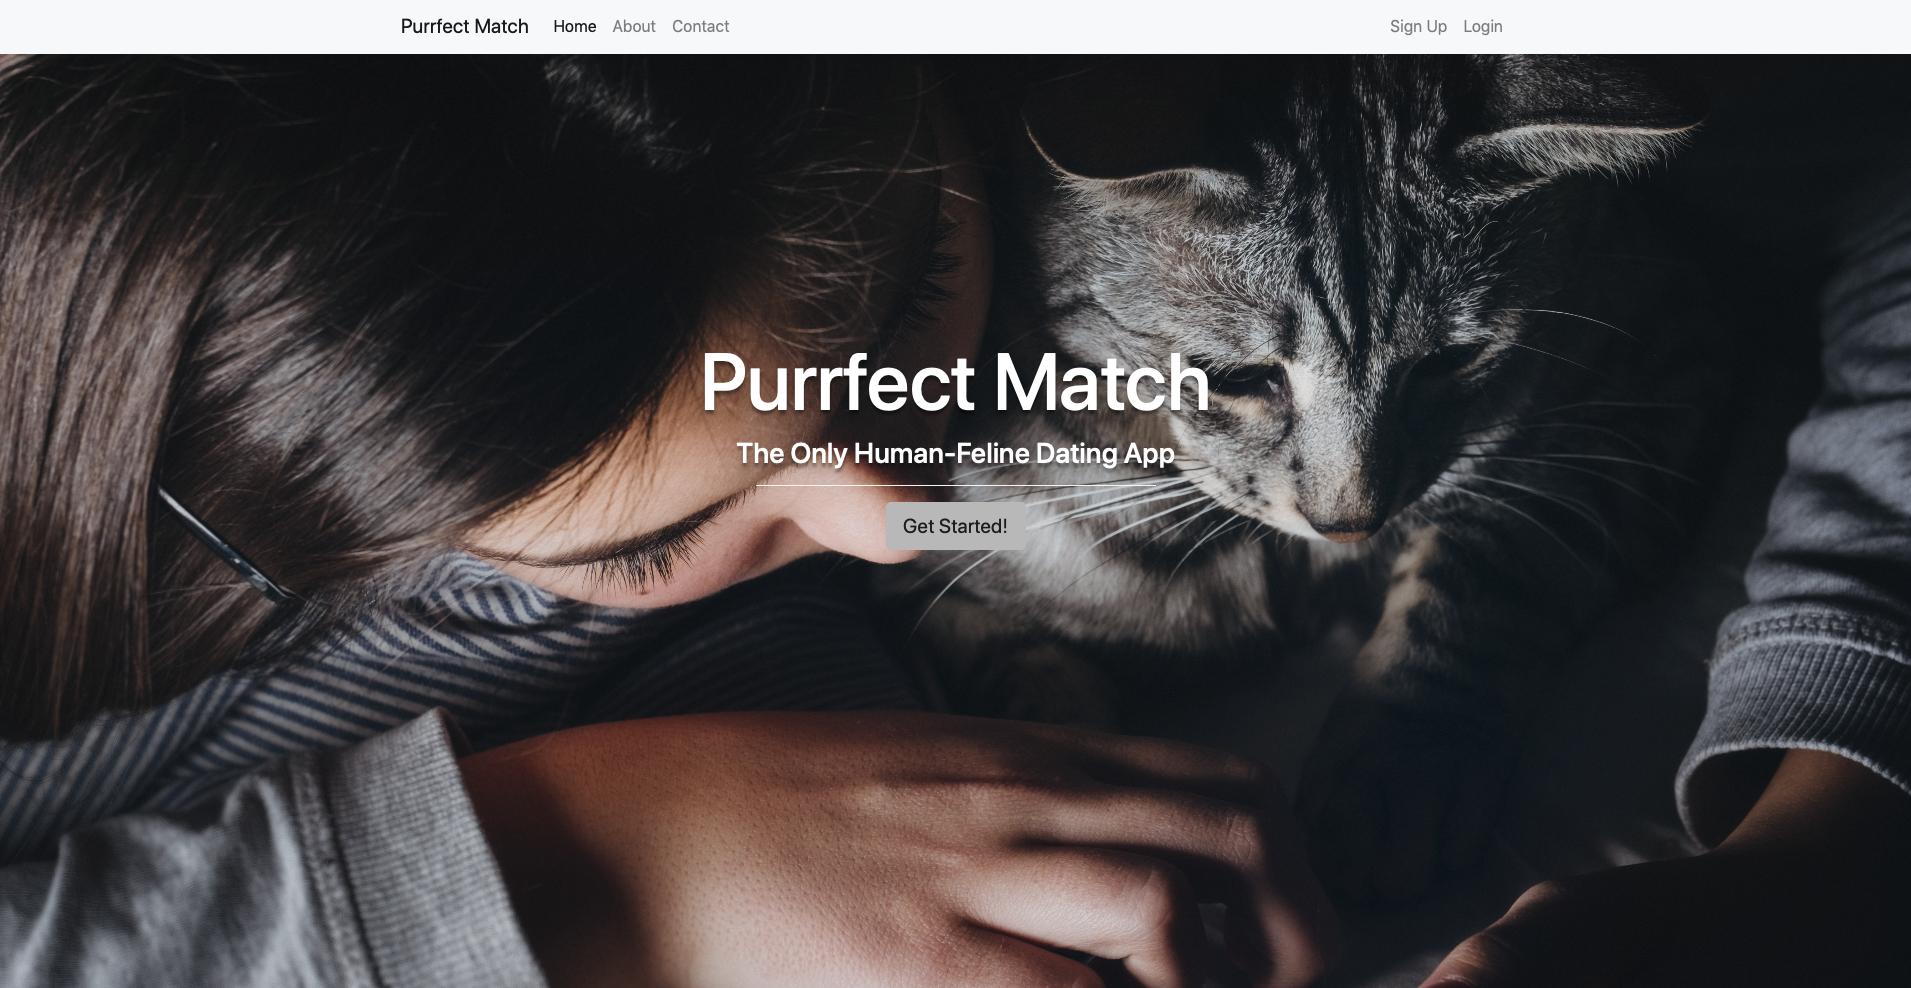 Purrfect Match Home About Contact Sign Up Login
Purrfect Match
The Only Human-Feline Dating App
Get Started!